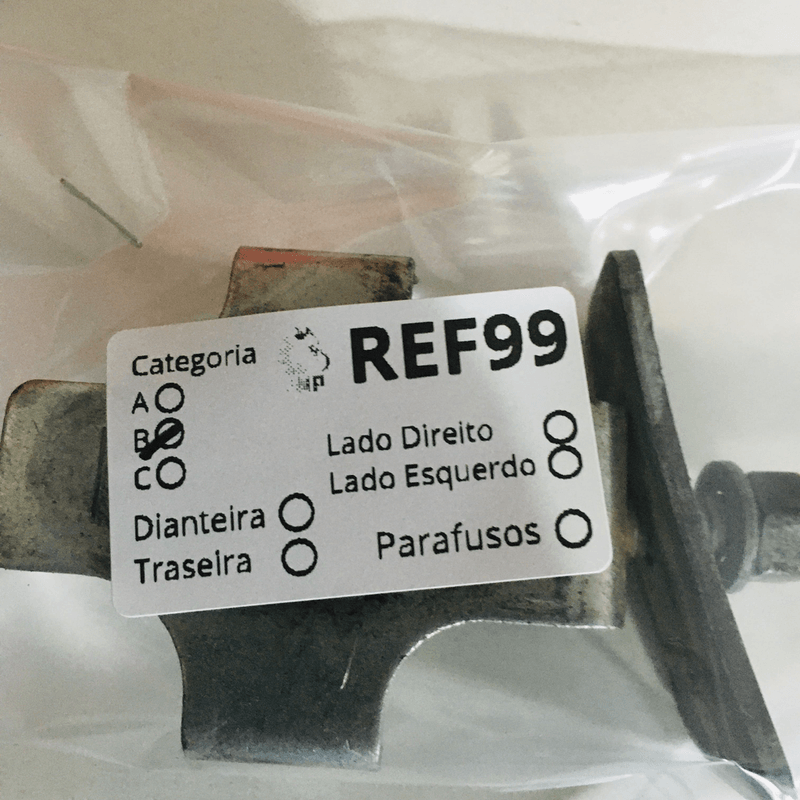 Categoria
REF99
A
B
C
Lado Direito
Lado Esquerdo
Dianteira
Traseira
Parafusos